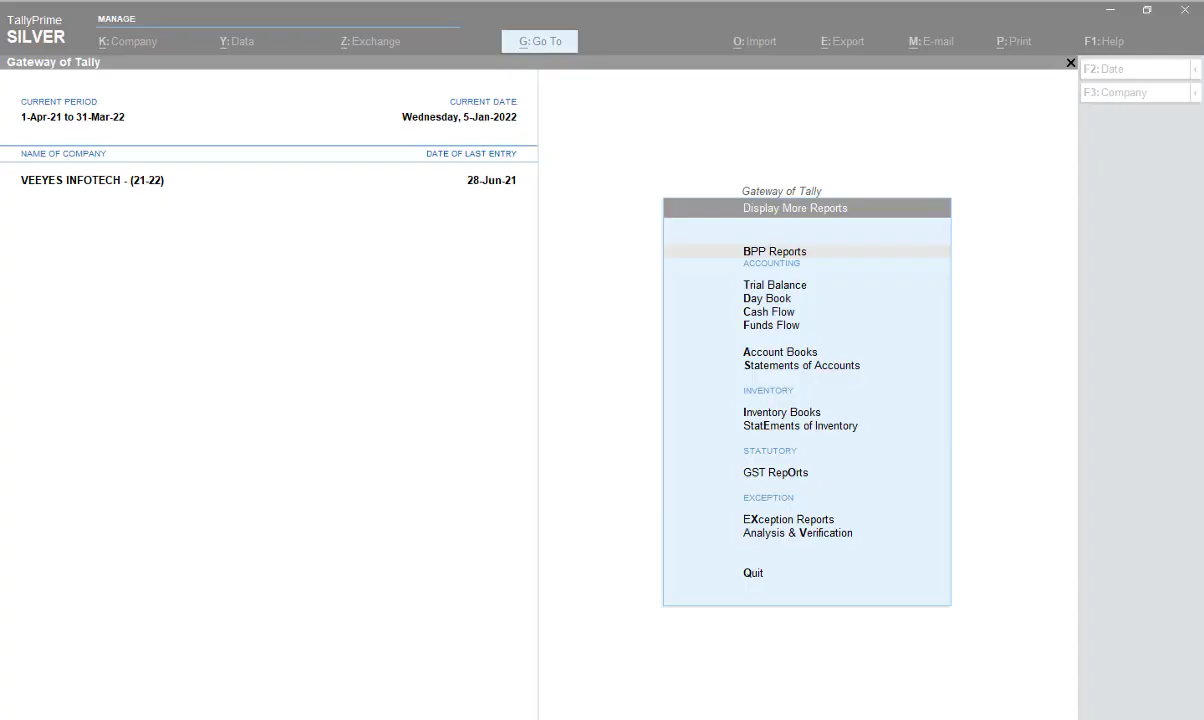 TallyPrime
SILVER
MANAGE
K: Company
Y: Data
Z: Exchange
G: Go To
O: Import
E: Export
M: E-mail
P: Print
F1: Help
Gateway of Tally
F2: Date
F3: Company
CURRENT PERIOD
CURRENT DATE
1-Apr-21 to 31-Mar-22
Wednesday, 5-Jan-2022
NAME OF COMPANY
DATE OF LAST ENTRY
VEEYES INFOTECH - (21-22)
28-Jun-21
Gateway of Tally
Display More Reports
BPP Reports
ACCOUNTING
Trial Balance
Day Book
Cash Flow
Funds Flow
Account Books
Statements of Accounts
INVENTORY
Inventory Books
StatEments of Inventory
STATUTORY
GST RepOrts
EXCEPTION
EXception Reports
Analysis & Verification
Quit